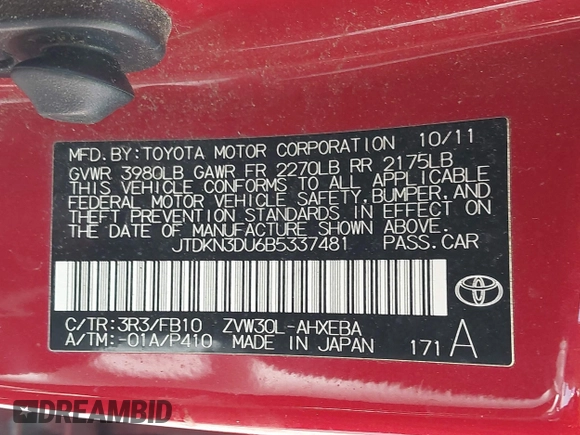 MFD. BY: TOYOTA MOTOR CORPORATION 10/11
GVWR 3980LB GAWR FR 2270LB RR 2175LB
THIS VEHICLE CONFORMS TO ALL APPLICABLE
FEDERAL MOTOR VEHICLE SAFETY, BUMPER, AND
THEFT PREVENTION STANDARDS IN EFFECT ON
THE DATE OF MANUFACTURE SHOWN ABOVE.
JTDKN3DU6B5337481 PASS. CAR
C/TR: 3R3/FB10 ZVW30L-AHXEBA
A/TM: -01A/P410 MADE IN JAPAN 171 A
DREAMBID